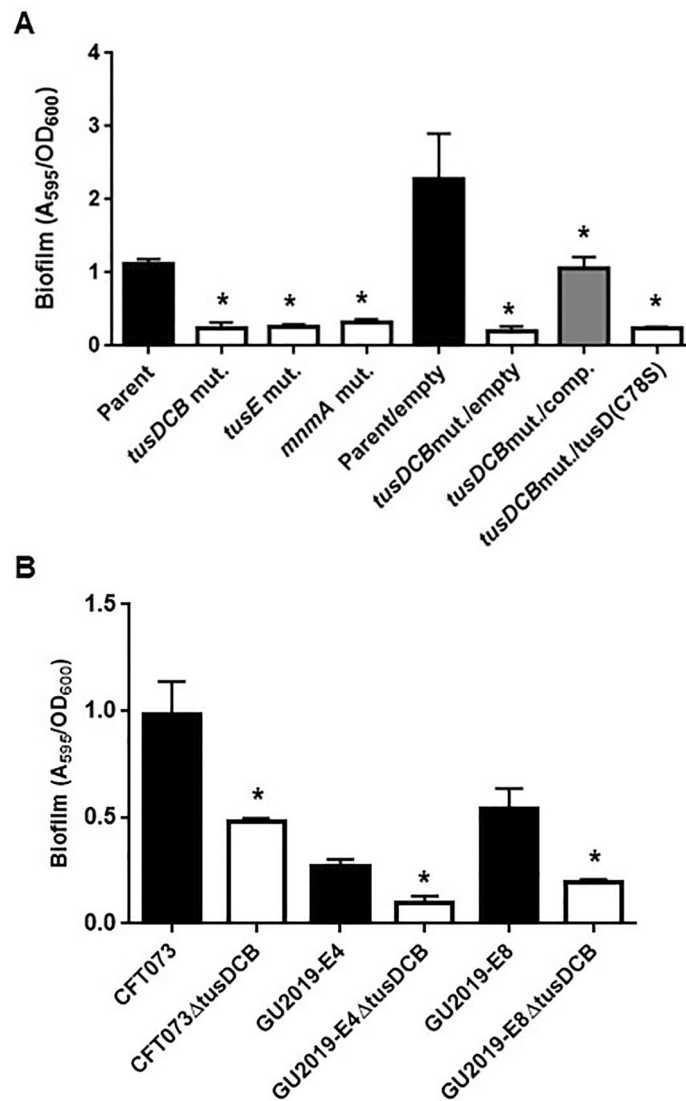 A
Biofilm (A595/OD600)
4
3
2
1
0
*
*
*
*
*
*
Parent
tusDCB mut.
tusE mut.
mnmA mut.
Parent/empty
tusDCBmut./empty
tusDCBmut./comp.
tusDCBmut./tusD(C78S)
B
Biofilm (A595/OD600)
1.5
1.0
0.5
0.0
*
*
*
CFT073
CFT073ΔtusDCB
GU2019-E4
GU2019-E4ΔtusDCB
GU2019-E8
GU2019-E8ΔtusDCB